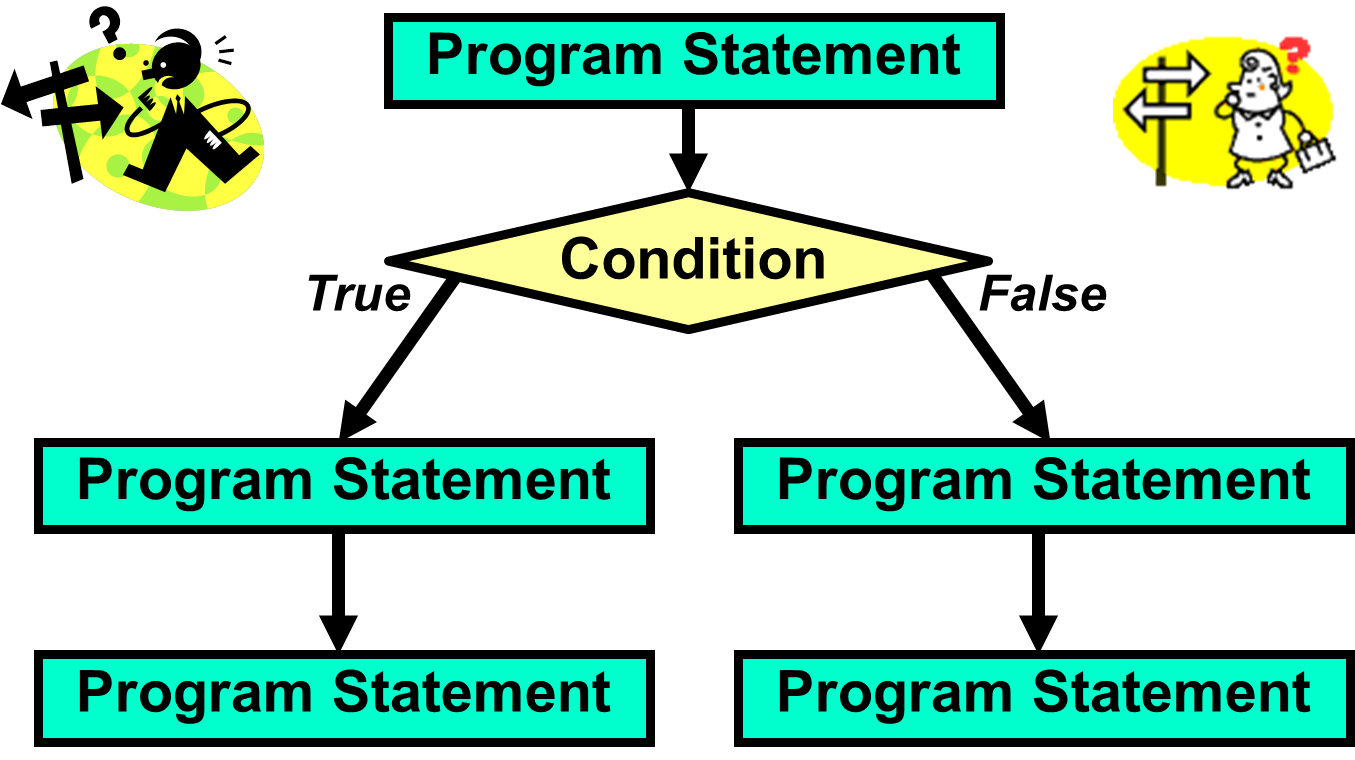 ?
?
Program Statement
Condition
True
False
Program Statement
Program Statement
Program Statement
Program Statement